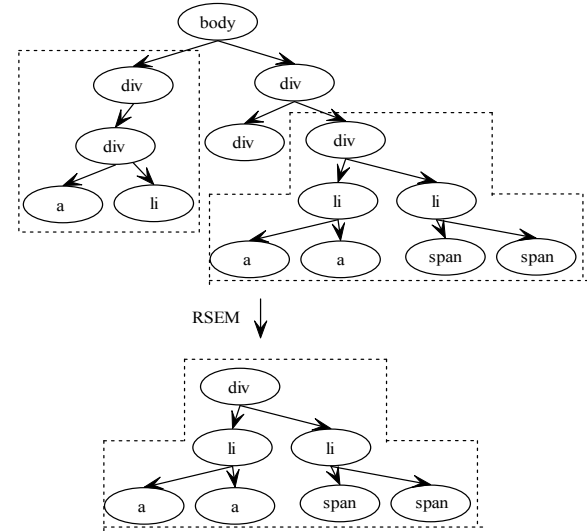 body
div div
div div div
a li li li
a a span span
RSEM
div
li li
a a span span